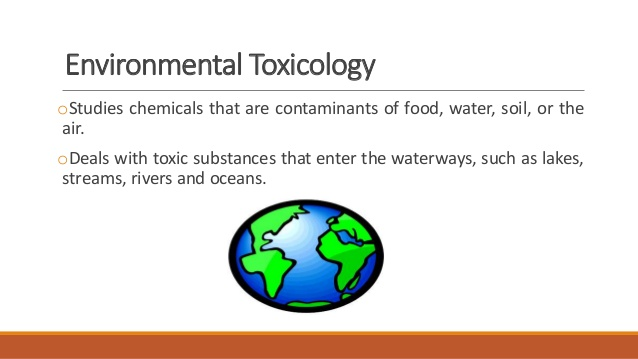 Environmental Toxicology
oStudies chemicals that are contaminants of food, water, soil, or the
air.
oDeals with toxic substances that enter the waterways, such as lakes,
streams, rivers and oceans.